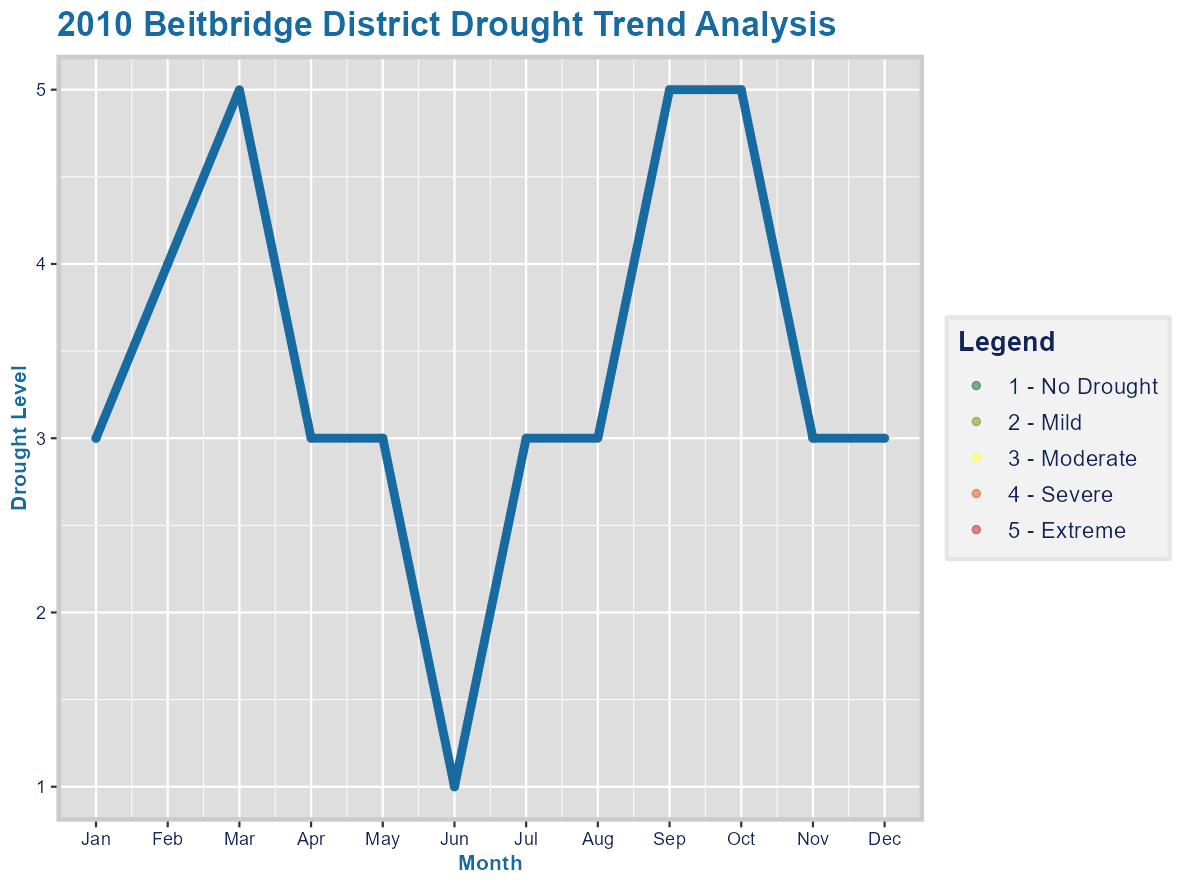 2010 Beitbridge District Drought Trend Analysis
5
4
3
2
1
Drought Level
Jan Feb Mar Apr May Jun Jul Aug Sep Oct Nov Dec
Month
Legend
1 - No Drought
2 - Mild
3 - Moderate
4 - Severe
5 - Extreme